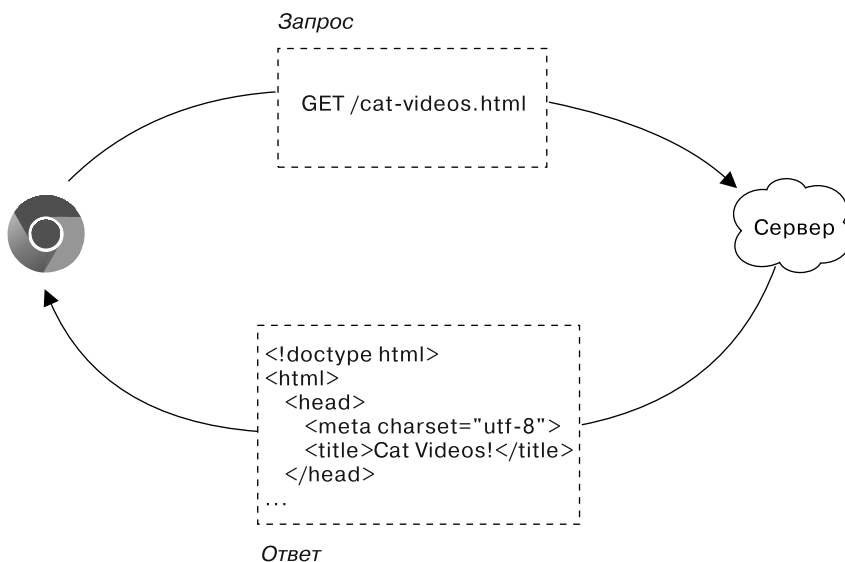 Запрос
GET /cat-videos.html
Сервер
<!doctype html>
<html>
<head>
<meta charset="utf-8">
<title>Cat Videos!</title>
</head>
...
Ответ